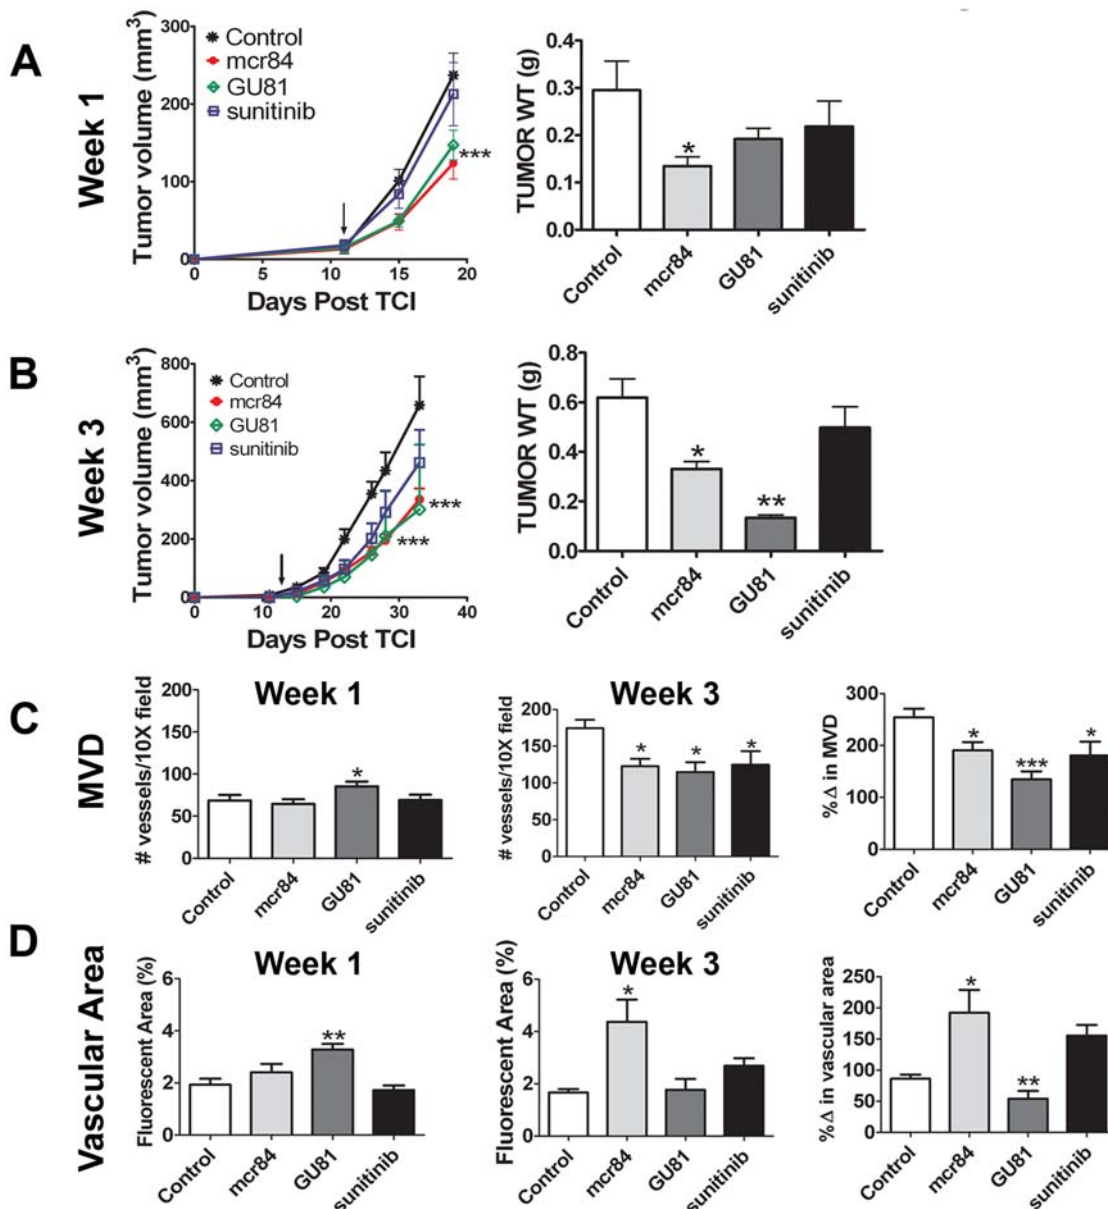 A
Week 1
Tumor volume (mm3)
300
200
100
0
Control
mcr84
GU81
sunitinib
***
0 5 10 15 20
Days Post TCI
TUMOR WT (g)
0.4
0.3
0.2
0.1
0.0
*
Control mcr84 GU81 sunitinib
B
Week 3
Tumor volume (mm3)
800
600
400
200
0
Control
mcr84
GU81
sunitinib
***
***
0 10 20 30 40
Days Post TCI
TUMOR WT (g)
0.8
0.6
0.4
0.2
0.0
*
**
Control mcr84 GU81 sunitinib
C
MVD
Week 1
# vessels/10X field
200
150
100
50
0
*
Control mcr84 GU81 sunitinib
Week 3
# vessels/10X field
200
150
100
50
0
* * *
Control mcr84 GU81 sunitinib
%Δ in MVD
300
200
100
0
* *** *
Control mcr84 GU81 sunitinib
D
Vascular Area
Week 1
Fluorescent Area (%)
6
4
2
0
**
Control mcr84 GU81 sunitinib
Week 3
Fluorescent Area (%)
6
4
2
0
*
Control mcr84 GU81 sunitinib
%Δ in vascular area
250
200
150
100
50
0
*
**
Control mcr84 GU81 sunitinib